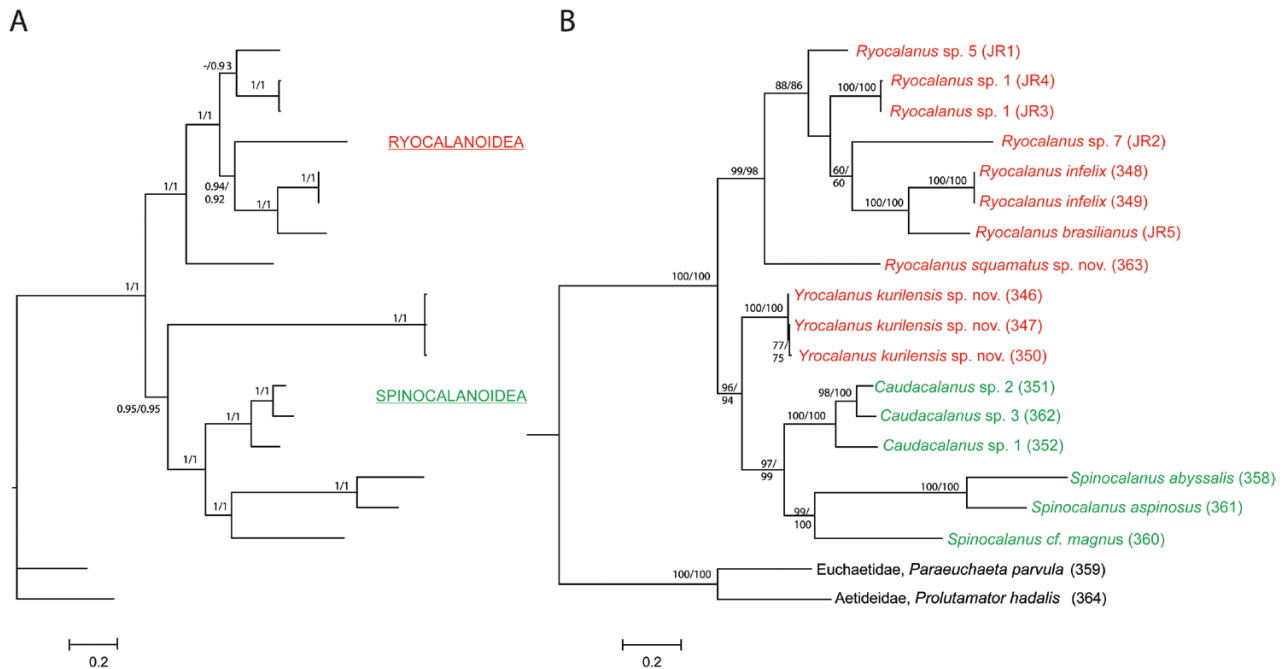 A
B
-/0.93
1/1
1/1
1/1
0.94/
0.92
1/1
1/1
1/1
1/1
1/1
0.95/0.95
1/1
1/1
1/1
1/1
1/1
RYOCALANOIDEA
SPINOCALANOIDEA
0.2
88/86
100/100
99/98
60/
60
100/100
100/100
100/100
100/100
77/
75
96/
94
98/100
100/100
97/
99
100/100
99/
100
100/100
Ryocalanus sp. 5 (JR1)
Ryocalanus sp. 1 (JR4)
Ryocalanus sp. 1 (JR3)
Ryocalanus sp. 7 (JR2)
Ryocalanus infelix (348)
Ryocalanus infelix (349)
Ryocalanus brasilianus (JR5)
Ryocalanus squamatus sp. nov. (363)
Yrocalanus kurilensis sp. nov. (346)
Yrocalanus kurilensis sp. nov. (347)
Yrocalanus kurilensis sp. nov. (350)
Caudacalanus sp. 2 (351)
Caudacalanus sp. 3 (362)
Caudacalanus sp. 1 (352)
Spinocalanus abyssalis (358)
Spinocalanus aspinosus (361)
Spinocalanus cf. magnus (360)
Euchaetidae, Paraeuchaeta parvula (359)
Aetideidae, Prolutamator hadalis (364)
0.2